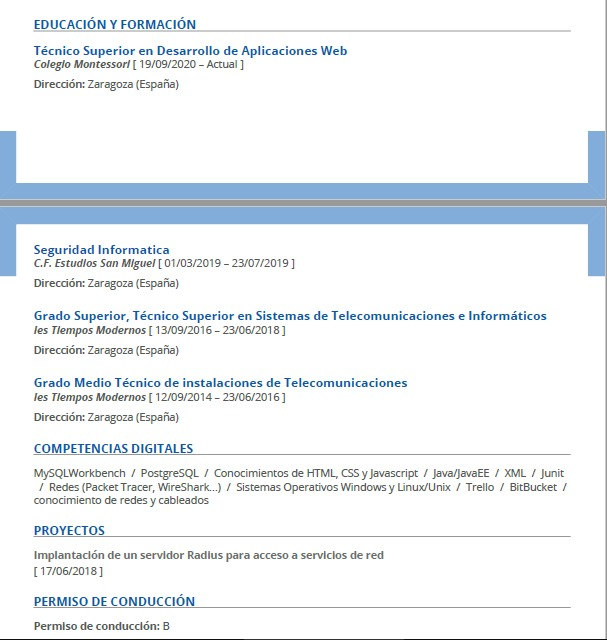 EDUCACIÓN Y FORMACIÓN
Técnico Superior en Desarrollo de Aplicaciones Web
Colegio Montessori [ 19/09/2020 – Actual ]
Dirección: Zaragoza (España)
Seguridad Informatica
C.F. Estudios San Miguel [ 01/03/2019 – 23/07/2019 ]
Dirección: Zaragoza (España)
Grado Superior, Técnico Superior en Sistemas de Telecomunicaciones e Informáticos
Ies Tiempos Modernos [ 13/09/2016 – 23/06/2018 ]
Dirección: Zaragoza (España)
Grado Medio Técnico de instalaciones de Telecomunicaciones
Ies Tiempos Modernos [ 12/09/2014 – 23/06/2016 ]
Dirección: Zaragoza (España)
COMPETENCIAS DIGITALES
MySQLWorkbench / PostgreSQL / Conocimientos de HTML, CSS y Javascript / Java/JavaEE / XML / Junit
/ Redes (Packet Tracer, WireShark...) / Sistemas Operativos Windows y Linux/Unix / Trello / BitBucket /
conocimiento de redes y cableados
PROYECTOS
Implantación de un servidor Radius para acceso a servicios de red
[ 17/06/2018 ]
PERMISO DE CONDUCCIÓN
Permiso de conducción: B